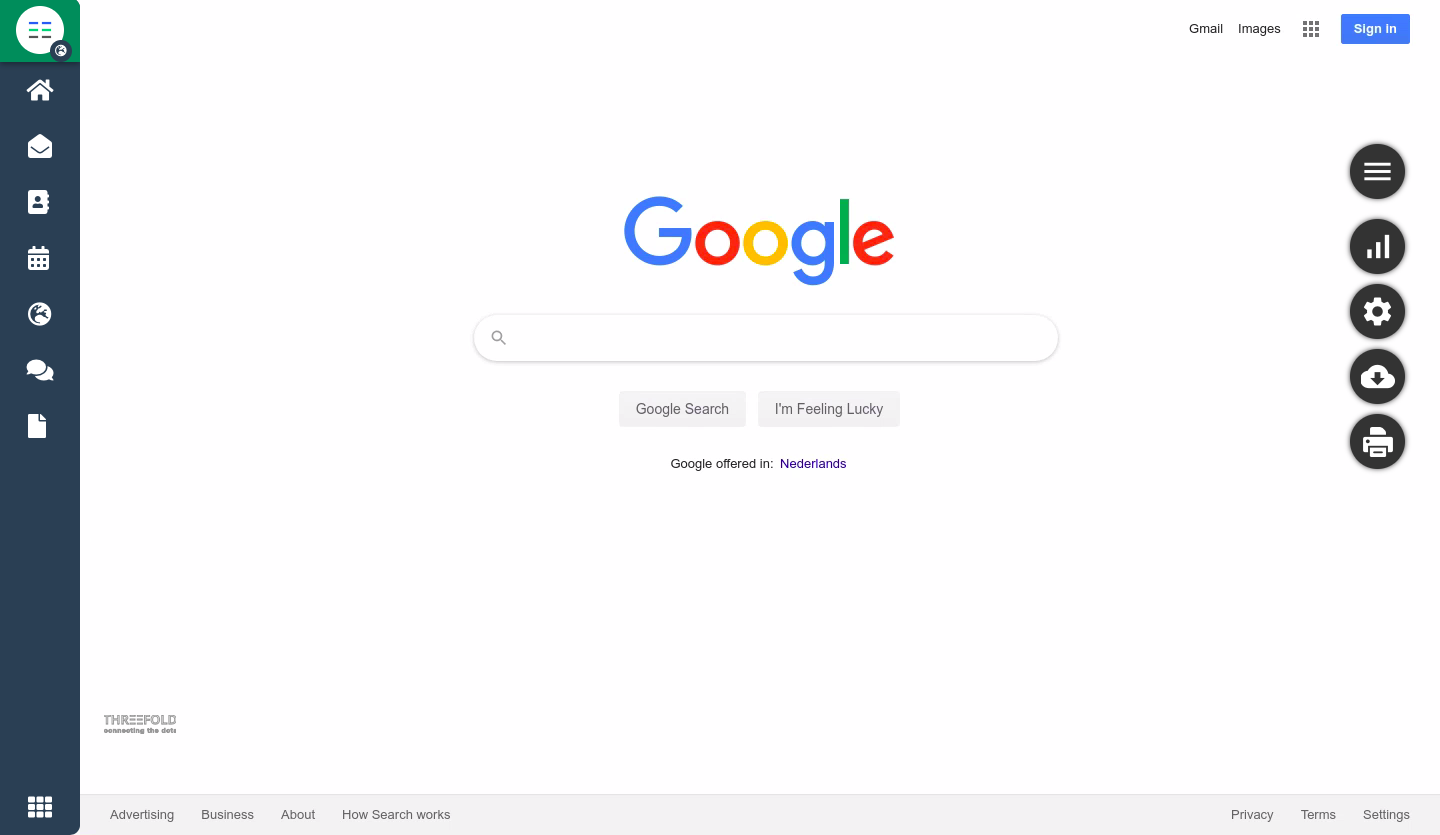 Gmail Images Sign in
Google
Google Search I'm Feeling Lucky
Google offered in: Nederlands
THREEFOLD
connecting the dots
Advertising Business About How Search works Privacy Terms Settings